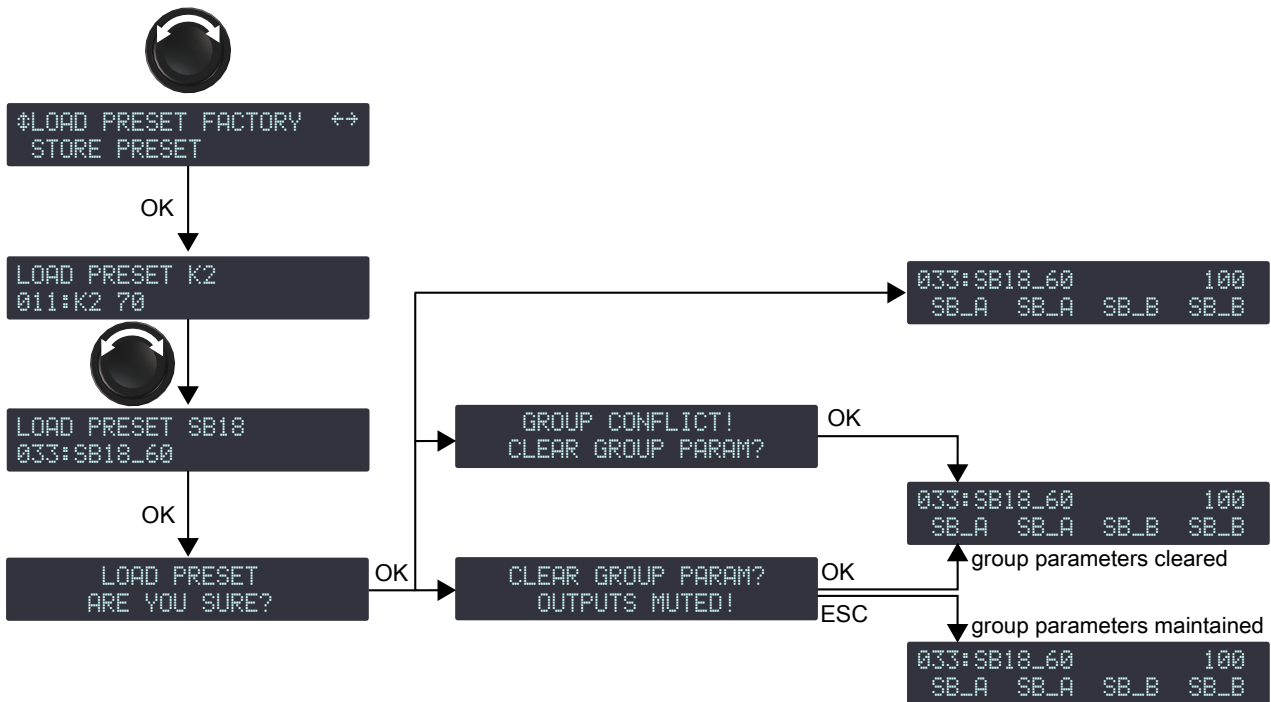 LOAD PRESET FACTORY
STORE PRESET
OK
LOAD PRESET K2
011:K2 70
LOAD PRESET SB18
033:SB18_60
OK
LOAD PRESET
ARE YOU SURE?
OK
033:SB18_60 100
SB_A SB_A SB_B SB_B
GROUP CONFLICT!
CLEAR GROUP PARAM?
OK
033:SB18_60 100
SB_A SB_A SB_B SB_B
group parameters cleared
CLEAR GROUP PARAM?
OUTPUTS MUTED!
OK
ESC
group parameters maintained
033:SB18_60 100
SB_A SB_A SB_B SB_B